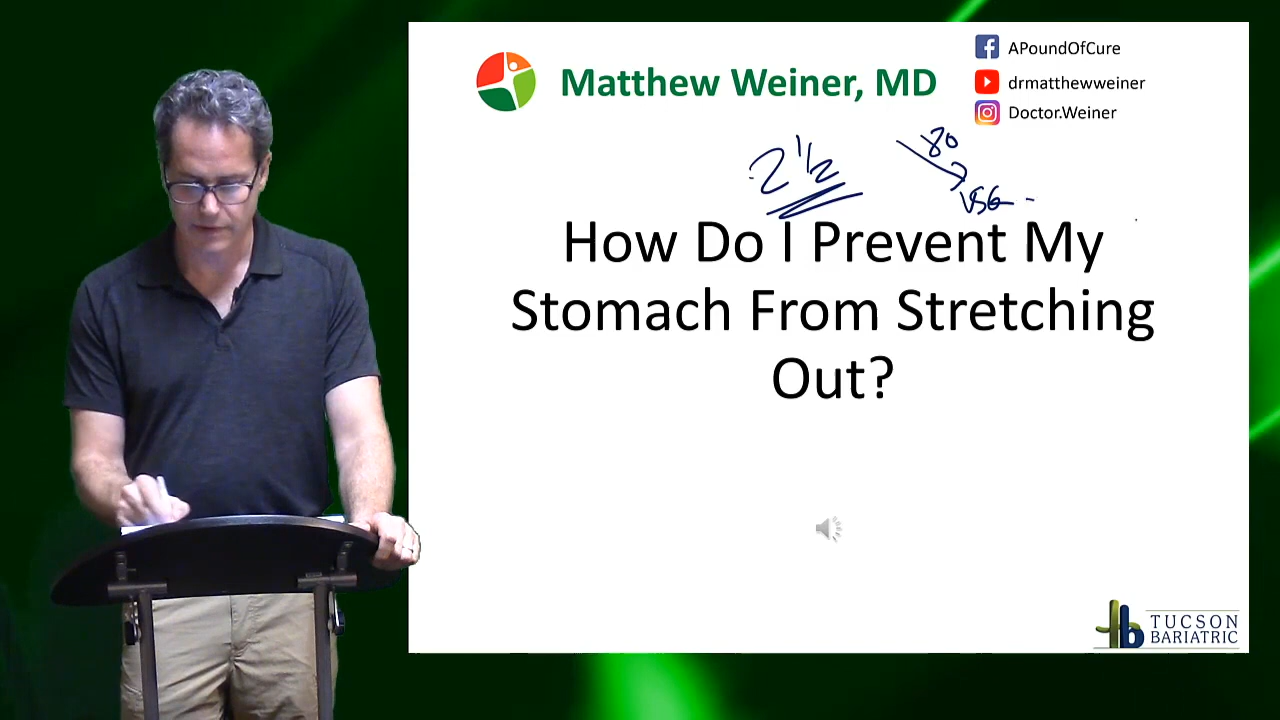 Matthew Weiner, MD
APoundOfCure
drmatthewweiner
Doctor.Weiner
2 1/2
80
VSG -
How Do I Prevent My
Stomach From Stretching
Out?
TUCSON
BARIATRIC